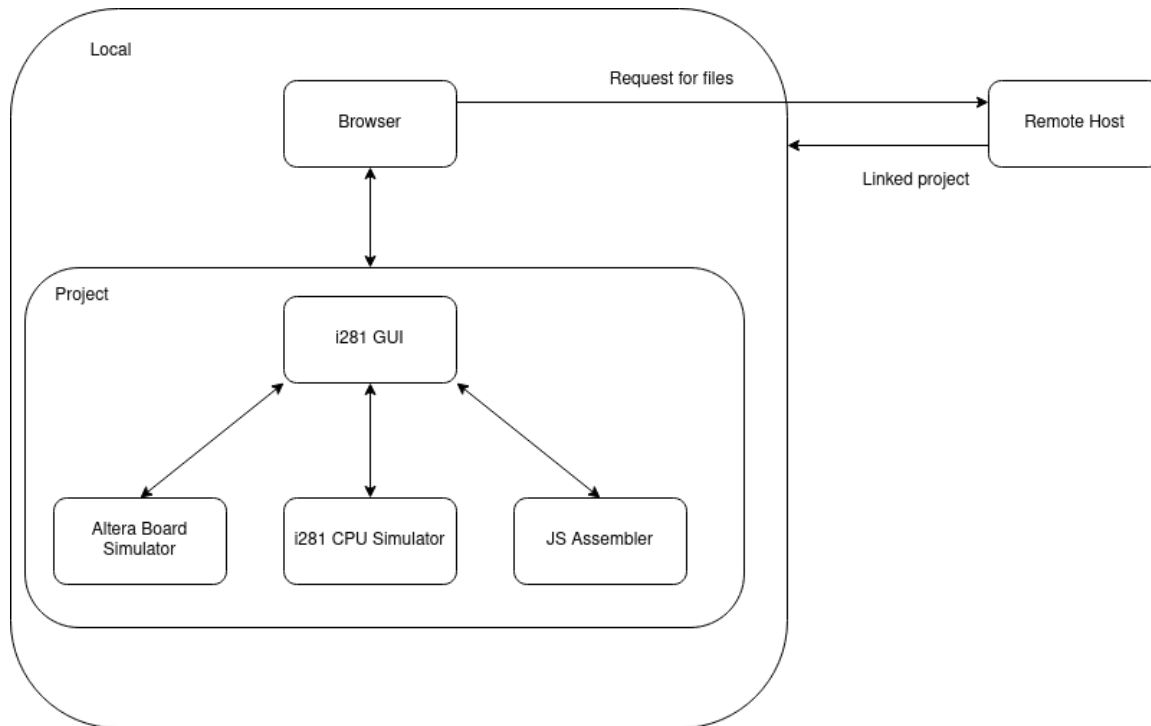 Local
Request for files
Browser
Remote Host
Linked project
Project
i281 GUI
Altera Board
Simulator
i281 CPU Simulator
JS Assembler